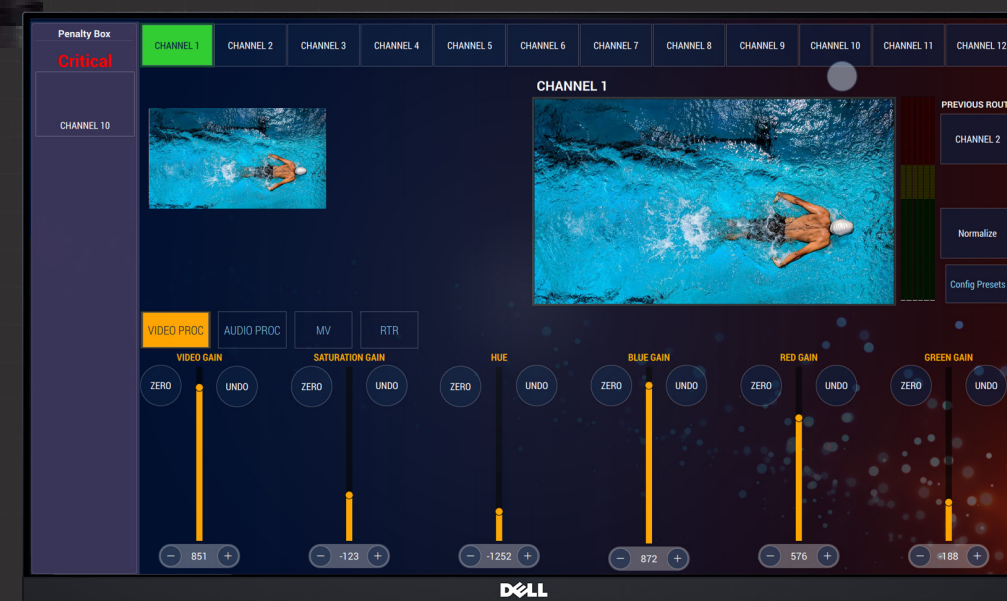 Penalty Box
Critical
CHANNEL 10
CHANNEL 1
CHANNEL 2
CHANNEL 3
CHANNEL 4
CHANNEL 5
CHANNEL 6
CHANNEL 7
CHANNEL 8
CHANNEL 9
CHANNEL 10
CHANNEL 11
CHANNEL 12
CHANNEL 1
PREVIOUS ROUT
CHANNEL 2
Normalize
Config Presets
VIDEO PROC
AUDIO PROC
MV
RTR
VIDEO GAIN
SATURATION GAIN
HUE
BLUE GAIN
RED GAIN
GREEN GAIN
ZERO
UNDO
ZERO
UNDO
ZERO
UNDO
ZERO
UNDO
ZERO
UNDO
ZERO
UNDO
− 851 +
− -123 +
− -1252 +
− 872 +
− 576 +
− -188 +
DELL